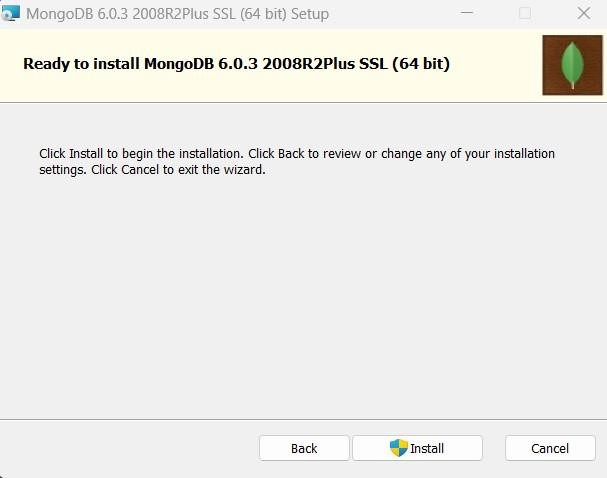 MongoDB 6.0.3 2008R2Plus SSL (64 bit) Setup
Ready to install MongoDB 6.0.3 2008R2Plus SSL (64 bit)
Click Install to begin the installation. Click Back to review or change any of your installation
settings. Click Cancel to exit the wizard.
Back
Install
Cancel